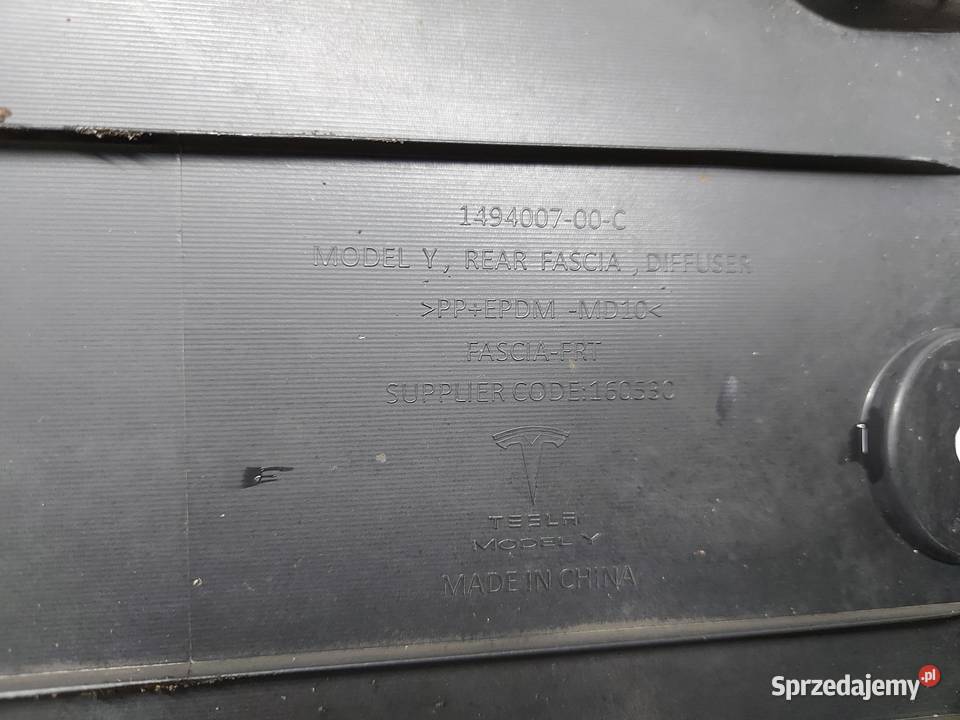 1494007-00-C
MODEL Y, REAR FASCIA , DIFFUSER
>PP+EPDM -MD10<
FASCIA-FRT
SUPPLIER CODE:160530
TESLA
MODEL Y
MADE IN CHINA
Sprzedajemy.pl